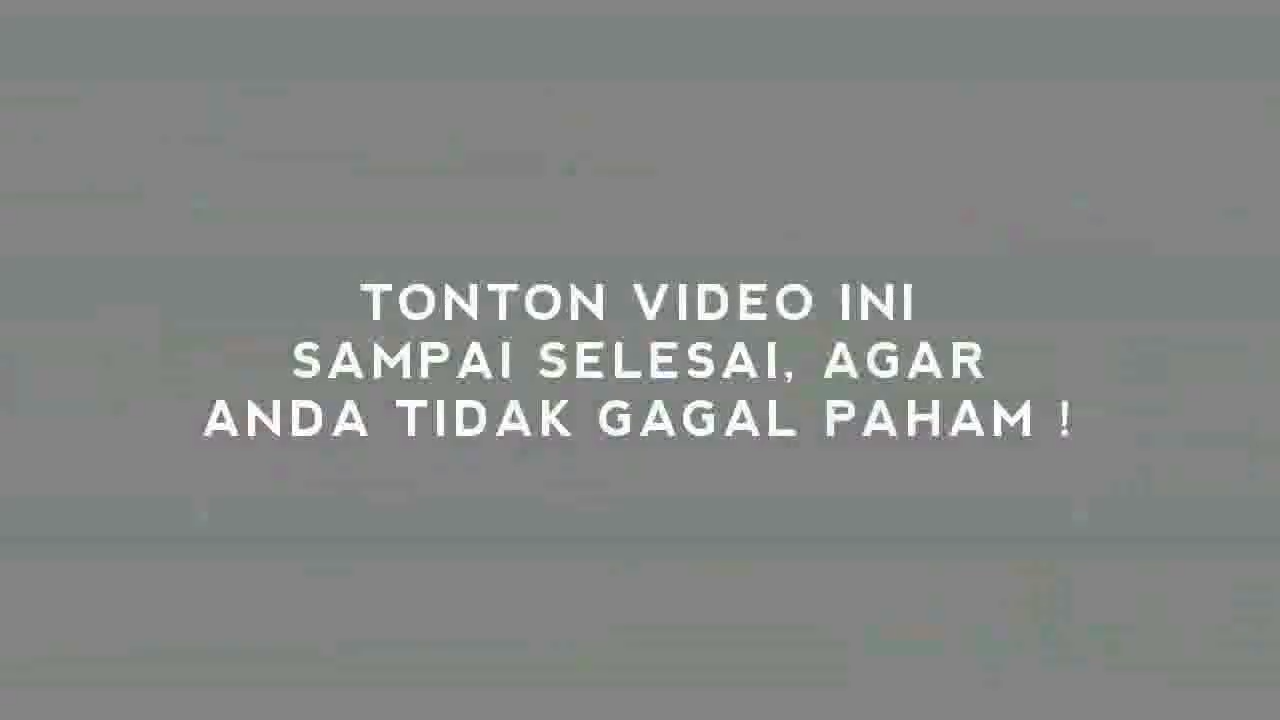 TONTON VIDEO INI
SAMPAI SELESAI, AGAR
ANDA TIDAK GAGAL PAHAM !